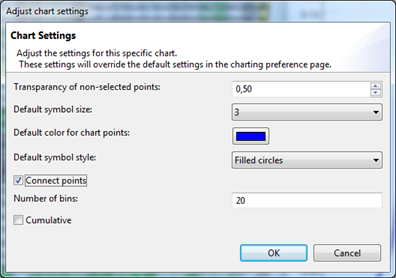 Adjust chart settings
Chart Settings
Adjust the settings for this specific chart.
These settings will override the default settings in the charting preference page.
Transparancy of non-selected points:
0,50
Default symbol size:
3
Default color for chart points:
Default symbol style:
Filled circles
Connect points
Number of bins:
20
Cumulative
OK
Cancel